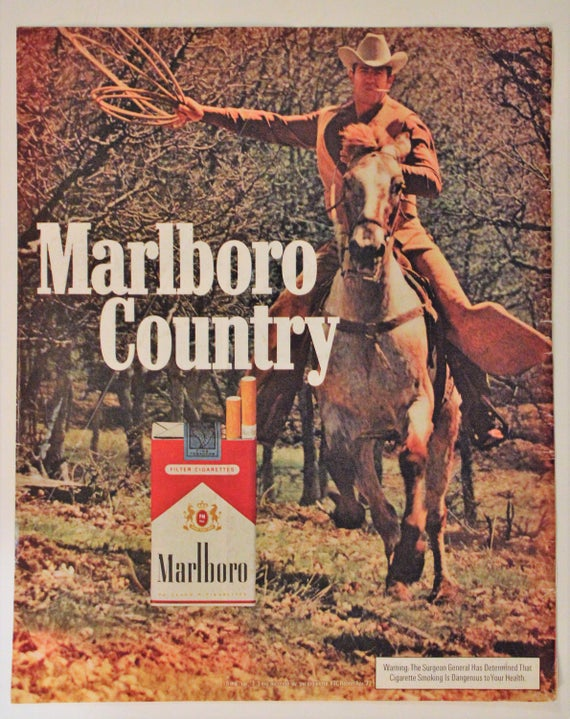 Marlboro
Country
FILTER CIGARETTES
PM
Marlboro
Warning: The Surgeon General Has Determined That
Cigarette Smoking Is Dangerous to Your Health.